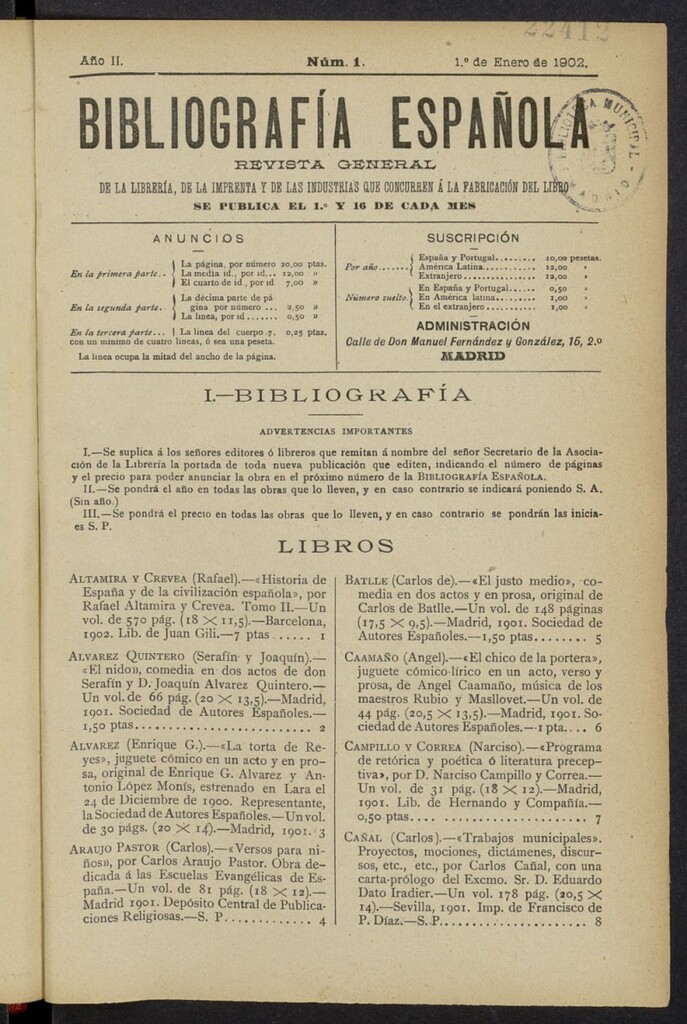 22412
Año II.
Núm. 1.
1.º de Enero de 1902.
BIBLIOGRAFÍA ESPAÑOLA
REVISTA GENERAL
DE LA LIBRERÍA, DE LA IMPRENTA Y DE LAS INDUSTRIAS QUE CONCURREN Á LA FABRICACIÓN DEL LIBRO
SE PUBLICA EL 1.º Y 16 DE CADA MES
BIBLIOTECA MUNICIPAL
ANUNCIOS
En la primera parte.. { La página, por número 20,00 ptas.
La media id., por id... 12,00 »
El cuarto de id, por id 7,00 »
En la segunda parte. { La décima parte de pá
gina por número ... 2,50 »
La línea, por id....... 0,50 »
En la tercera parte... | La línea del cuerpo 7. 0,25 ptas.
con un mínimo de cuatro líneas, ó sea una peseta.
La línea ocupa la mitad del ancho de la página.
SUSCRIPCIÓN
Por año....... { España y Portugal........ 10,00 pesetas.
América Latina.......... 12,00 »
Extranjero............... 12,00 »
Número suelto. { En España y Portugal..... 0,50 »
En América latina........ 1,00 »
En el extranjero.......... 1,00 »
ADMINISTRACIÓN
Calle de Don Manuel Fernández y González, 15, 2.º
MADRID
I.—BIBLIOGRAFÍA
ADVERTENCIAS IMPORTANTES
I.—Se suplica á los señores editores ó libreros que remitan á nombre del señor Secretario de la Asocia-
ción de la Librería la portada de toda nueva publicación que editen, indicando el número de páginas
y el precio para poder anunciar la obra en el próximo número de la BIBLIOGRAFÍA ESPAÑOLA.
II.—Se pondrá el año en todas las obras que lo lleven, y en caso contrario se indicará poniendo S. A.
(Sin año.)
III.—Se pondrá el precio en todas las obras que lo lleven, y en caso contrario se pondrán las inicia-
es S. P.
LIBROS
ALTAMIRA Y CREVEA (Rafael).—«Historia de
España y de la civilización española», por
Rafael Altamira y Crevea. Tomo II.—Un
vol. de 570 pág. (18 × 11,5).—Barcelona,
1902. Lib. de Juan Gili.—7 ptas ...... 1
ALVAREZ QUINTERO (Serafín y Joaquín).—
«El nido», comedia en dos actos de don
Serafín y D. Joaquín Alvarez Quintero.—
Un vol. de 66 pág. (20 × 13,5).—Madrid,
1901. Sociedad de Autores Españoles.—
1,50 ptas........................... 2
ALVAREZ (Enrique G.).—«La torta de Re-
yes», juguete cómico en un acto y en pro-
sa, original de Enrique G. Alvarez y An-
tonio López Monís, estrenado en Lara el
24 de Diciembre de 1900. Representante,
la Sociedad de Autores Españoles.—Un vol.
de 30 págs. (20 × 14).—Madrid, 1901. 3
ARAUJO PASTOR (Carlos).—«Versos para ni-
ños», por Carlos Araujo Pastor. Obra de-
dicada á las Escuelas Evangélicas de Es-
paña.—Un vol. de 81 pág. (18 × 12).—
Madrid 1901. Depósito Central de Publica-
ciones Religiosas.—S. P............. 4
BATLLE (Carlos de).—«El justo medio», co-
media en dos actos y en prosa, original de
Carlos de Batlle.—Un vol. de 148 páginas
(17,5 × 9,5).—Madrid, 1901. Sociedad de
Autores Españoles.—1,50 ptas........ 5
CAAMAÑO (Angel).—«El chico de la portera»,
juguete cómico-lírico en un acto, verso y
prosa, de Angel Caamaño, música de los
maestros Rubio y Masllovet.—Un vol. de
44 pág. (20,5 × 13,5).—Madrid, 1901. So-
ciedad de Autores Españoles.—1 pta... 6
CAMPILLO Y CORREA (Narciso).—«Programa
de retórica y poética ó literatura precep-
tiva», por D. Narciso Campillo y Correa.—
Un vol. de 31 pág. (18 × 12).—Madrid,
1901. Lib. de Hernando y Compañía.—
0,50 ptas............................ 7
CAÑAL (Carlos).—«Trabajos municipales».
Proyectos, mociones, dictámenes, discur-
sos, etc., etc., por Carlos Cañal, con una
carta-prólogo del Excmo. Sr. D. Eduardo
Dato Iradier.—Un vol. 178 pág. (20,5 ×
14).—Sevilla, 1901. Imp. de Francisco de
P. Díaz.—S. P...................... 8